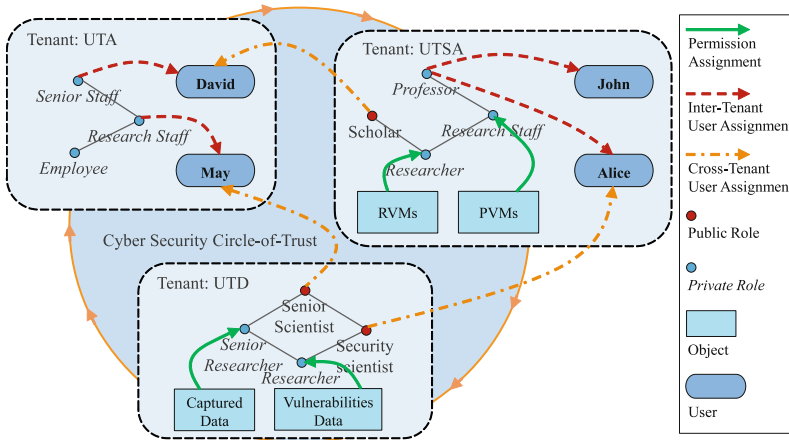 Tenant: UTA
David
Senior Staff
Research Staff
Employee
May
Tenant: UTSA
Professor
John
Scholar
Research Staff
Researcher
Alice
RVMs
PVMs
Cyber Security Circle-of-Trust
Tenant: UTD
Senior
Scientist
Senior
Researcher
Security
scientist
Researcher
Captured
Data
Vulnerabilities
Data
Permission
Assignment
Inter-Tenant
User Assignment
Cross-Tenant
User Assignment
Public Role
Private Role
Object
User